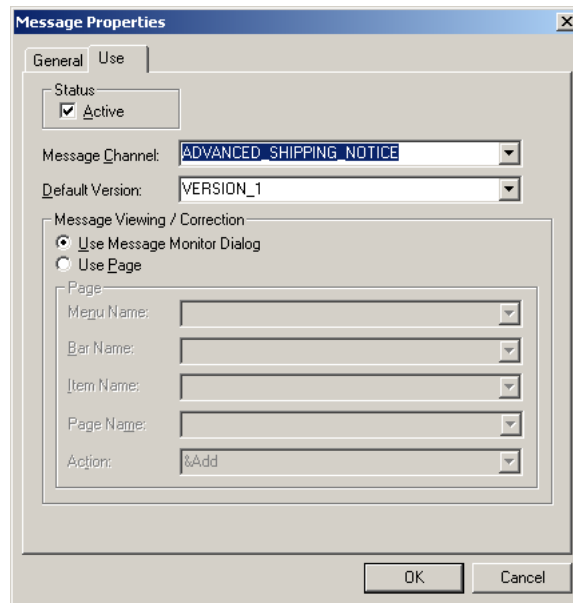 Message Properties
General Use
Status
Active
Message Channel: ADVANCED_SHIPPING_NOTICE
Default Version: VERSION_1
Message Viewing / Correction
Use Message Monitor Dialog
Use Page
Page
Menu Name:
Bar Name:
Item Name:
Page Name:
Action: &Add
OK Cancel